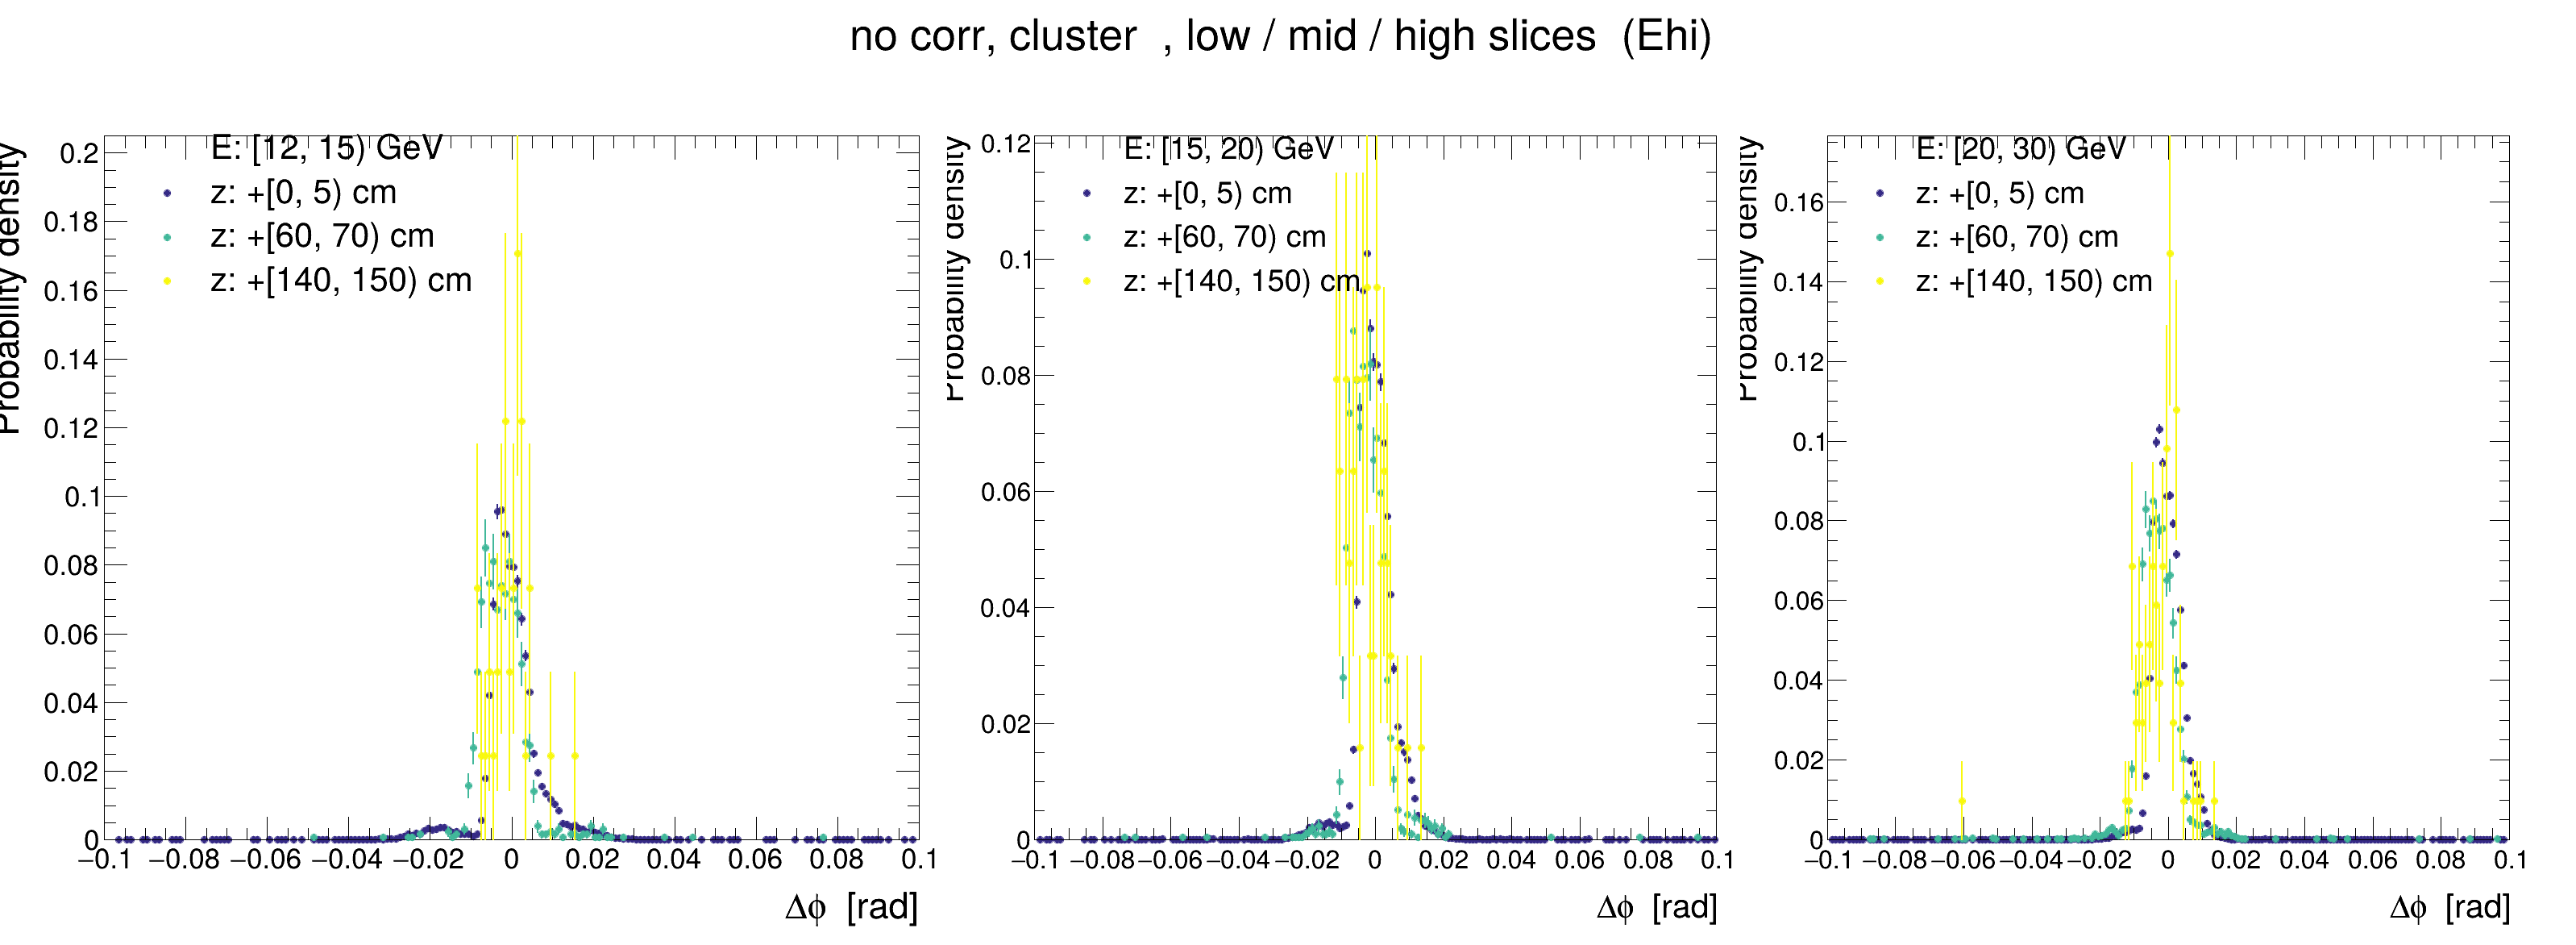 no corr, cluster , low / mid / high slices (Ehi)
Probability density
0.2
0.18
0.16
0.14
0.12
0.1
0.08
0.06
0.04
0.02
0
E: [12, 15) GeV
z: +[0, 5) cm
z: +[60, 70) cm
z: +[140, 150) cm
−0.1 −0.08 −0.06 −0.04 −0.02 0 0.02 0.04 0.06 0.08 0.1
Δϕ [rad]
Probability density
0.12
0.1
0.08
0.06
0.04
0.02
0
E: [15, 20) GeV
z: +[0, 5) cm
z: +[60, 70) cm
z: +[140, 150) cm
−0.1 −0.08 −0.06 −0.04 −0.02 0 0.02 0.04 0.06 0.08 0.1
Δϕ [rad]
Probability density
0.16
0.14
0.12
0.1
0.08
0.06
0.04
0.02
0
E: [20, 30) GeV
z: +[0, 5) cm
z: +[60, 70) cm
z: +[140, 150) cm
−0.1 −0.08 −0.06 −0.04 −0.02 0 0.02 0.04 0.06 0.08 0.1
Δϕ [rad]